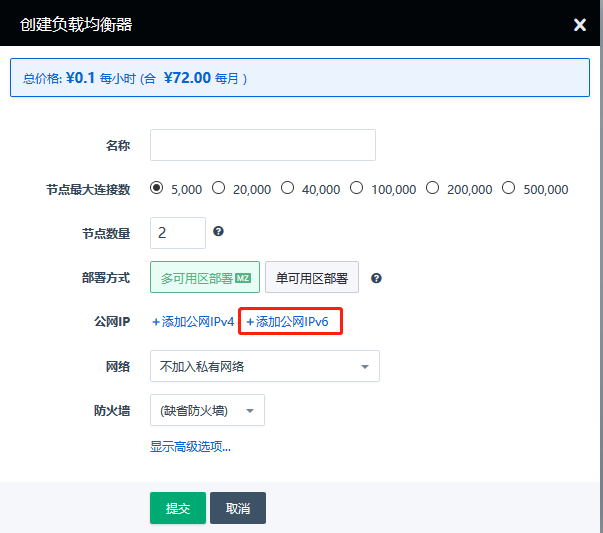 创建负载均衡器
总价格: ¥0.1 每小时 (合 ¥72.00 每月 )
名称
节点最大连接数 5,000 20,000 40,000 100,000 200,000 500,000
节点数量 2
部署方式 多可用区部署 MZ 单可用区部署
公网IP +添加公网IPv4 +添加公网IPv6
网络 不加入私有网络
防火墙 (缺省防火墙)
显示高级选项...
提交 取消